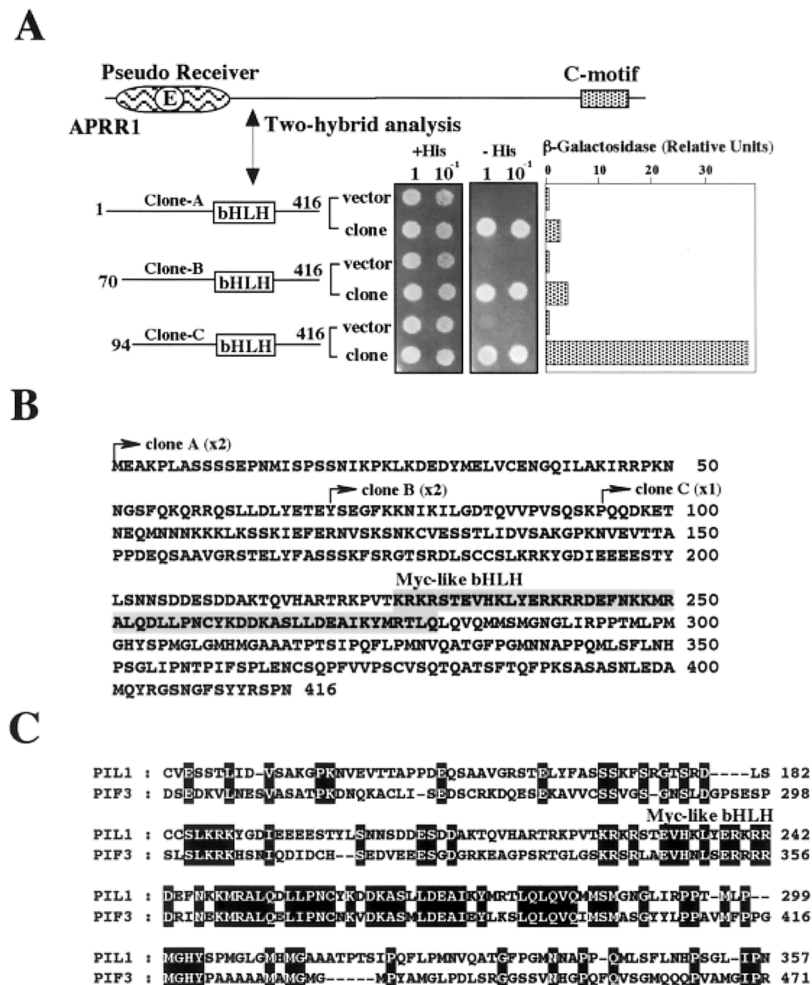 A
Pseudo Receiver
C-motif
E
APRR1
Two-hybrid analysis
+His
- His
β-Galactosidase (Relative Units)
1 10⁻¹ 1 10⁻¹
0 10 20 30
1 Clone-A 416
bHLH
vector
clone
70 Clone-B 416
bHLH
vector
clone
94 Clone-C 416
bHLH
vector
clone
B
clone A (x2)
MEAKPLASSSSEPNMISPSSNIKPKLKDEDYMELVCENGQILAKIRRPKN 50
clone B (x2) clone C (x1)
NGSFQKQRRQSLLDLYETEYSEGFKKNIKILGDTQVVPVSQSKPQQDKET 100
NEQMNNNKKKLKSSKIEFERNVSKSNKCVESSTLIDVSAKGPKNVEVTTA 150
PPDEQSAAVGRSTELYFASSSKFSRGTSRDLSCCSLKRKYGDIEEEESTY 200
Myc-like bHLH
LSNNSDDESDDAKTQVHARTRKPVTKRKRSTEVHKLYERKRRDEFNKKMR 250
ALQDLLPNCYKDDKASLLDEAIKYMRTLQLQVQMMSMGNGLIRPPTMLPM 300
GHYSPMGLGMHMGAAATPTSIPQFLPMNVQATGFPGMNNAPPQMLSFLNH 350
PSGLIPNTPIFSPLENCSQPFVVPSCVSQTQATSFTQFPKSASASNLEDA 400
MQYRGSNGFSYYRSPN 416
C
PIL1 : CVESSTLID-VSAKGPKNVEVTTAPPDEQSAAVGRSTELYFASSSKFSRGTSRD----LS 182
PIF3 : DSEDKVLNESVASATPKDNQKACLI-SEDSCRKDQESEKAVVCSSVGS-GNSLDGPSESP 298
Myc-like bHLH
PIL1 : CCSLKRKYGDIEEEESTYLSNNSDDESDDAKTQVHARTRKPVTKRKRSTEVHKLYERKRR 242
PIF3 : SLSLKRKHSNIQDIDCH--SEDVEEESGDGRKEAGPSRTGLGSKRSRLAEVHNLSERRRR 356
PIL1 : DEFNKKMRALQDLLPNCYKDDKASLLDEAIKYMRTLQLQVQMMSMGNGLIRPPT-MLP-- 299
PIF3 : DRINEKMRALQELIPNCNKVDKASMLDEAIEYLKSLQLQVQIMSMASGYYLPPAVMFPPG 416
PIL1 : MGHYSPMGLGMHMGAAATPTSIPQFLPMNVQATGFPGMNNAPP-QMLSFLNHPSGL-IPN 357
PIF3 : MGHYPAAAAAMAMGMG-----MPYAMGLPDLSRGGSSVNHGPQFQVSGMQQQPVAMGIPR 471